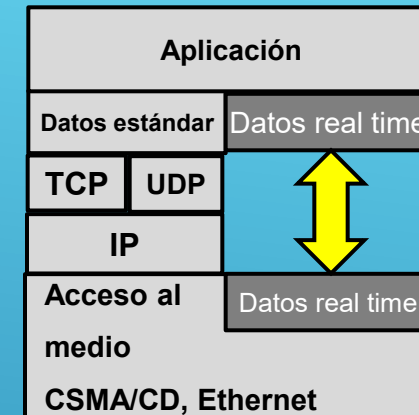 Aplicación
Datos estándar
Datos real time
TCP
UDP
IP
Acceso al
medio
CSMA/CD, Ethernet
Datos real time